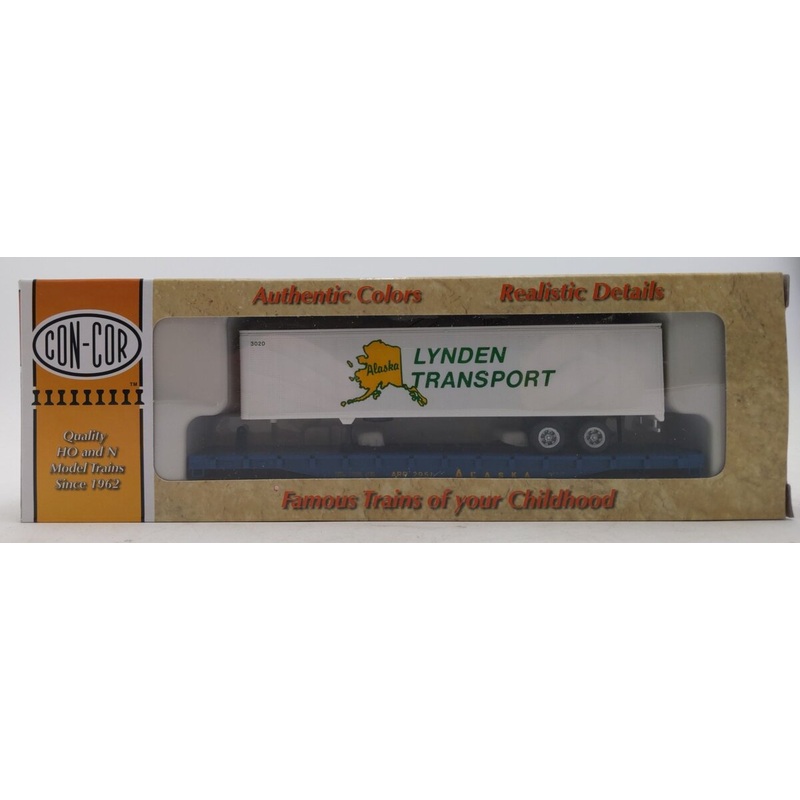 Authentic Colors
Realistic Details
CON-COR
TM
Quality
HO and N
Model Trains
Since 1962
3020
Alaska
LYNDEN
TRANSPORT
ALASKA
Famous Trains of your Childhood